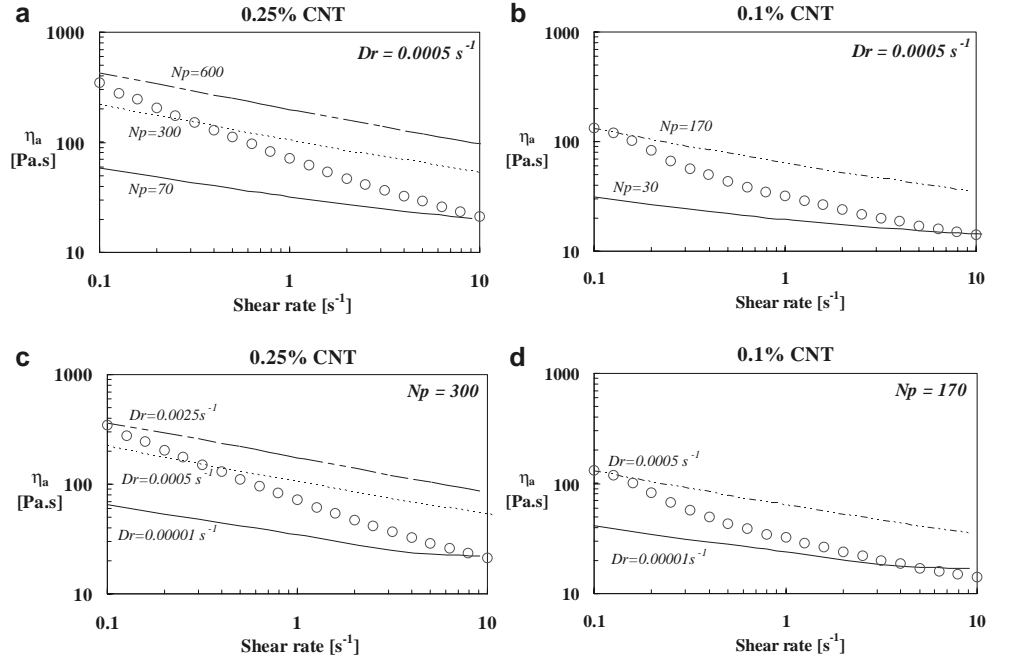 a
0.25% CNT
1000
Dr = 0.0005 s⁻¹
Np=600
ηₐ
[Pa.s]
100
Np=300
Np=70
10
0.1
1
10
Shear rate [s⁻¹]
b
0.1% CNT
1000
Dr = 0.0005 s⁻¹
ηₐ
[Pa.s]
100
Np=170
Np=30
10
0.1
1
10
Shear rate [s⁻¹]
c
0.25% CNT
1000
Np = 300
Dr=0.0025s⁻¹
ηₐ
[Pa.s]
100
Dr=0.0005 s⁻¹
Dr=0.00001 s⁻¹
10
0.1
1
10
Shear rate [s⁻¹]
d
0.1% CNT
1000
Np = 170
Dr=0.0005 s⁻¹
ηₐ
[Pa.s]
100
Dr=0.00001s⁻¹
10
0.1
1
10
Shear rate [s⁻¹]